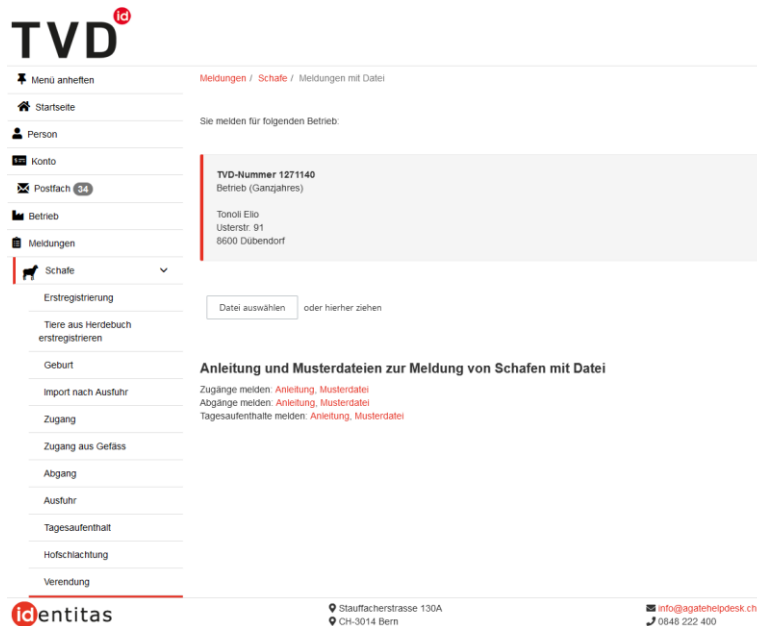 TVD id
Menü anheften
Startseite
Person
Konto
Postfach 34
Betrieb
Meldungen
Schafe
Erstregistrierung
Tiere aus Herdebuch
erstregistrieren
Geburt
Import nach Ausfuhr
Zugang
Zugang aus Gefäss
Abgang
Ausfuhr
Tagesaufenthalt
Hofschlachtung
Verendung
Meldungen / Schafe / Meldungen mit Datei
Sie melden für folgenden Betrieb:
TVD-Nummer 1271140
Betrieb (Ganzjahres)
Tonoli Elio
Usterstr. 91
8600 Dübendorf
Datei auswählen oder hierher ziehen
Anleitung und Musterdateien zur Meldung von Schafen mit Datei
Zugänge melden: Anleitung, Musterdatei
Abgänge melden: Anleitung, Musterdatei
Tagesaufenthalte melden: Anleitung, Musterdatei
identitas
Stauffacherstrasse 130A
CH-3014 Bern
info@agatehelpdesk.ch
0848 222 400